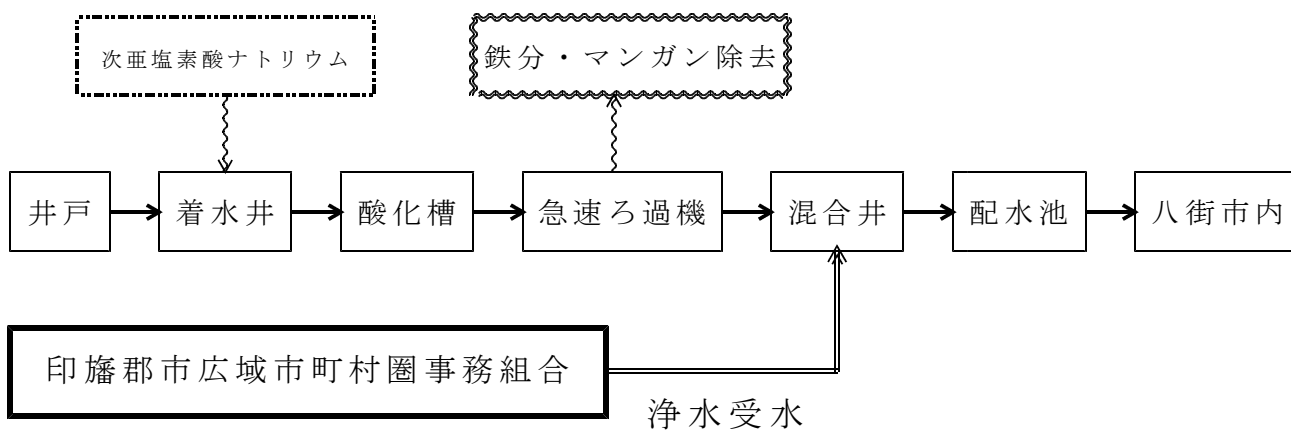 次亜塩素酸ナトリウム
鉄分・マンガン除去
井戸
着水井
酸化槽
急速ろ過機
混合井
配水池
八街市内
印旛郡市広域市町村圏事務組合
浄水受水